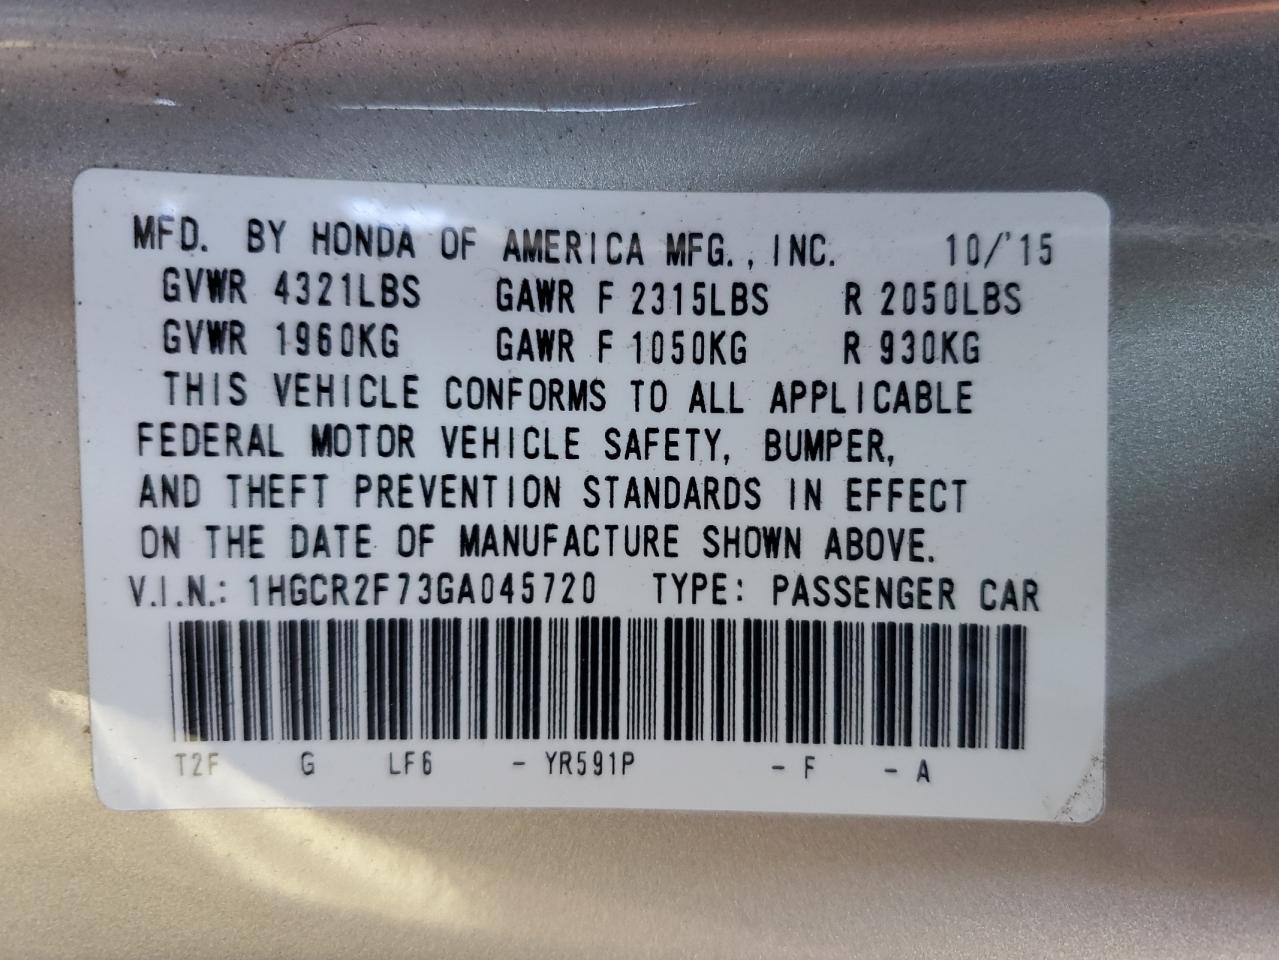 MFD. BY HONDA OF AMERICA MFG., INC. 10/'15
GVWR 4321LBS GAWR F 2315LBS R 2050LBS
GVWR 1960KG GAWR F 1050KG R 930KG
THIS VEHICLE CONFORMS TO ALL APPLICABLE
FEDERAL MOTOR VEHICLE SAFETY, BUMPER,
AND THEFT PREVENTION STANDARDS IN EFFECT
ON THE DATE OF MANUFACTURE SHOWN ABOVE.
V.I.N.: 1HGCR2F73GA045720 TYPE: PASSENGER CAR
T2F G LF6 - YR591P - F - A